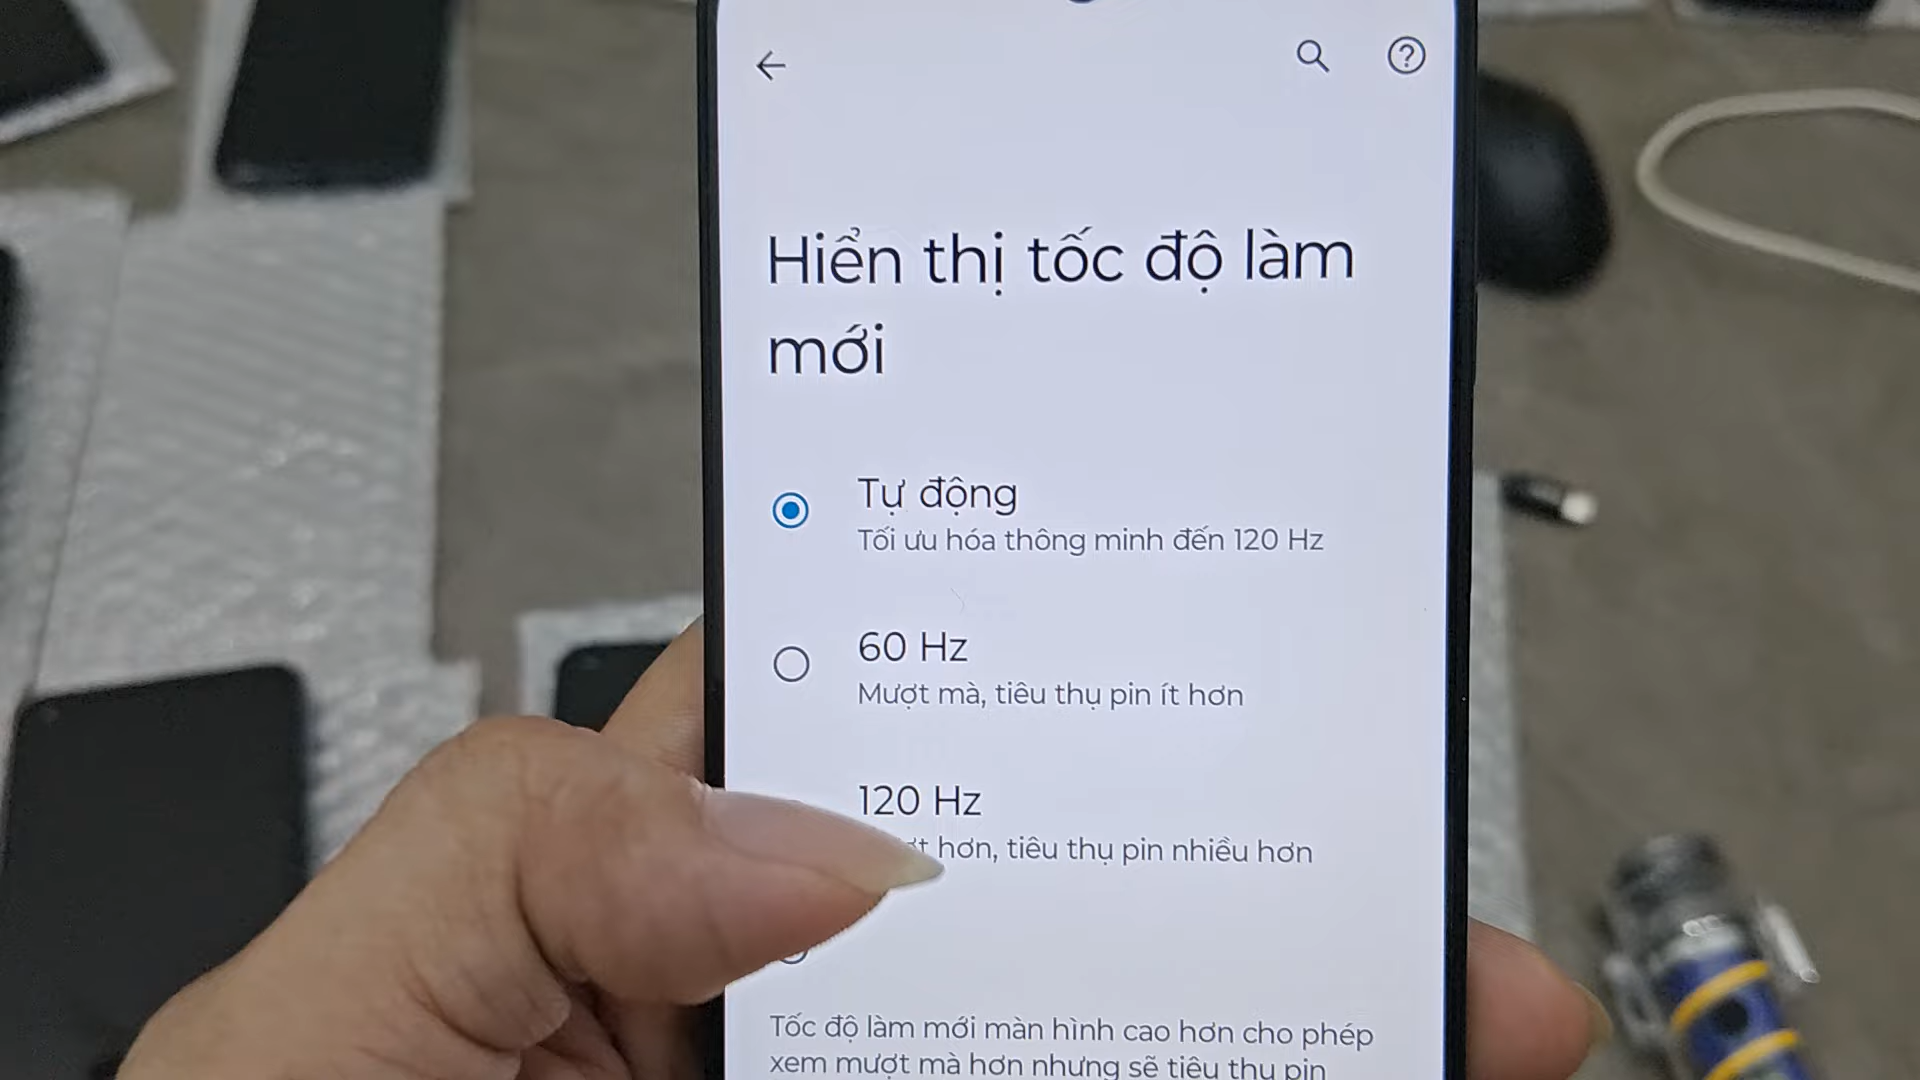 Hiển thị tốc độ làm
mới
Tự động
Tối ưu hóa thông minh đến 120 Hz
60 Hz
Mượt mà, tiêu thụ pin ít hơn
120 Hz
hơn, tiêu thụ pin nhiều hơn
Tốc độ làm mới màn hình cao hơn cho phép
xem mượt mà hơn nhưng sẽ tiêu thụ pin